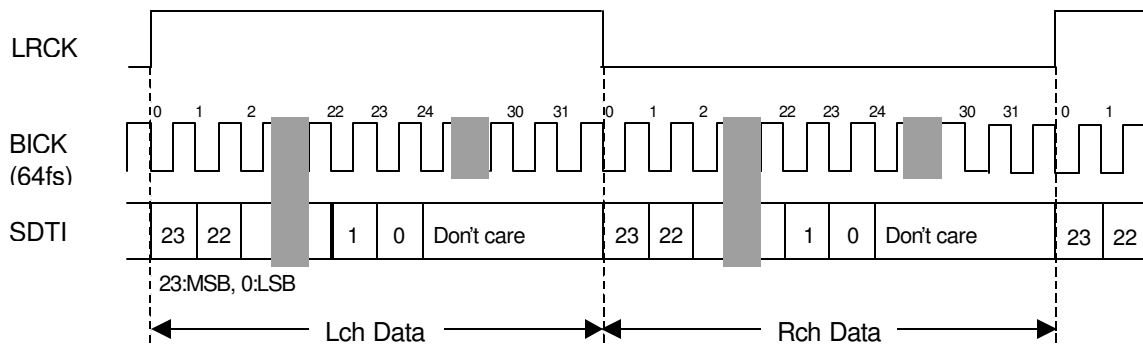 LRCK
0 1 2 22 23 24 30 31 0 1 2 22 23 24 30 31 0 1
BICK
(64fs)
SDTI 23 22 1 0 Don't care 23 22 1 0 Don't care 23 22
23:MSB, 0:LSB
Lch Data Rch Data